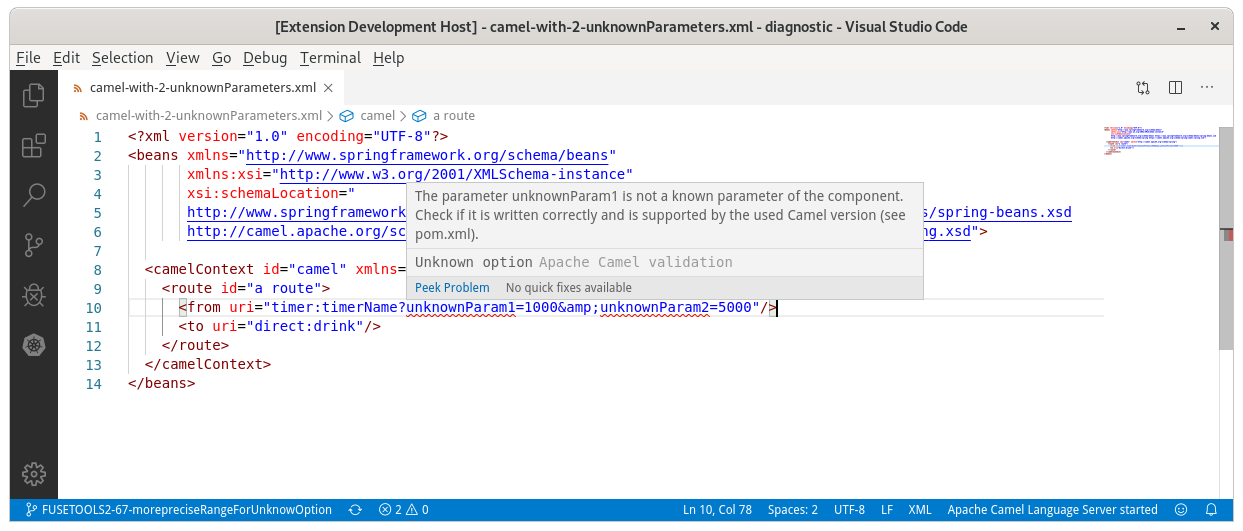 [Extension Development Host] - camel-with-2-unknownParameters.xml - diagnostic - Visual Studio Code
File Edit Selection View Go Debug Terminal Help
camel-with-2-unknownParameters.xml
camel-with-2-unknownParameters.xml > camel > a route
1 <?xml version="1.0" encoding="UTF-8"?>
2 <beans xmlns="http://www.springframework.org/schema/beans"
3 xmlns:xsi="http://www.w3.org/2001/XMLSchema-instance"
4 xsi:schemaLocation="
The parameter unknownParam1 is not a known parameter of the component.
Check if it is written correctly and is supported by the used Camel version (see
pom.xml).
Unknown option Apache Camel validation
Peek Problem No quick fixes available
5 http://www.springframework s/spring-beans.xsd
6 http://camel.apache.org/sc ng.xsd">
7
8 <camelContext id="camel" xmlns=
9 <route id="a route">
10 <from uri="timer:timerName?unknownParam1=1000&amp;unknownParam2=5000"/>
11 <to uri="direct:drink"/>
12 </route>
13 </camelContext>
14 </beans>
FUSETOOLS2-67-morepreciseRangeForUnknowOption 2 0 Ln 10, Col 78 Spaces: 2 UTF-8 LF XML Apache Camel Language Server started